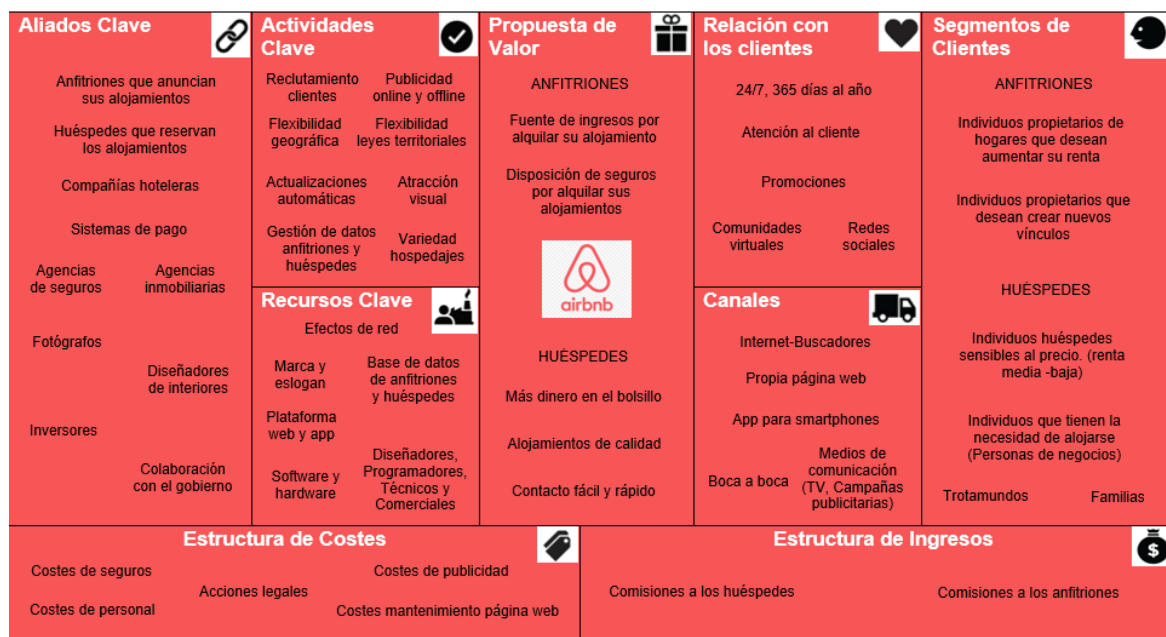 Aliados Clave
Anfitriones que anuncian
sus alojamientos
Huéspedes que reservan
los alojamientos
Compañías hoteleras
Sistemas de pago
Agencias
de seguros
Agencias
inmobiliarias
Fotógrafos
Diseñadores
de interiores
Inversores
Colaboración
con el gobierno
Actividades
Clave
Reclutamiento
clientes
Publicidad
online y offline
Flexibilidad
geográfica
Flexibilidad
leyes territoriales
Actualizaciones
automáticas
Atracción
visual
Gestión de datos
anfitriones y
huéspedes
Variedad
hospedajes
Recursos Clave
Efectos de red
Marca y
eslogan
Base de datos
de anfitriones
y huéspedes
Plataforma
web y app
Software y
hardware
Diseñadores,
Programadores,
Técnicos y
Comerciales
Propuesta de
Valor
ANFITRIONES
Fuente de ingresos por
alquilar su alojamiento
Disposición de seguros
por alquilar sus
alojamientos
airbnb
HUÉSPEDES
Más dinero en el bolsillo
Alojamientos de calidad
Contacto fácil y rápido
Relación con
los clientes
24/7, 365 días al año
Atención al cliente
Promociones
Comunidades
virtuales
Redes
sociales
Canales
Internet-Buscadores
Propia página web
App para smartphones
Boca a boca
Medios de
comunicación
(TV, Campañas
publicitarias)
Segmentos de
Clientes
ANFITRIONES
Individuos propietarios de
hogares que desean
aumentar su renta
Individuos propietarios que
desean crear nuevos
vínculos
HUÉSPEDES
Individuos huéspedes
sensibles al precio. (renta
media -baja)
Individuos que tienen la
necesidad de alojarse
(Personas de negocios)
Trotamundos
Familias
Estructura de Costes
Costes de seguros
Costes de publicidad
Acciones legales
Costes de personal
Costes mantenimiento página web
Estructura de Ingresos
$
Comisiones a los huéspedes
Comisiones a los anfitriones